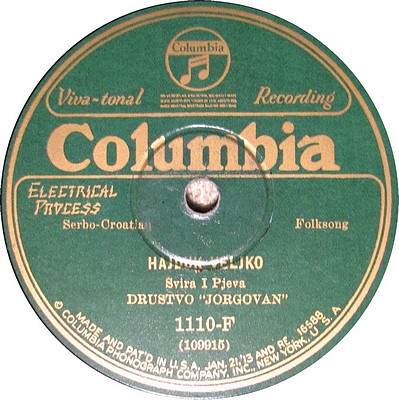 Columbia
Viva-tonal Recording
Columbia
ELECTRICAL
PROCESS
Serbo-Croatian Folksong
HAJDUK VELJKO
Svira I Pjeva
DRUSTVO "JORGOVAN"
1110-F
(109915)
MADE AND PAT'D IN U.S.A. JAN. 21,'13 AND RE. 16588
© COLUMBIA PHONOGRAPH COMPANY, INC., NEW YORK, U.S.A.